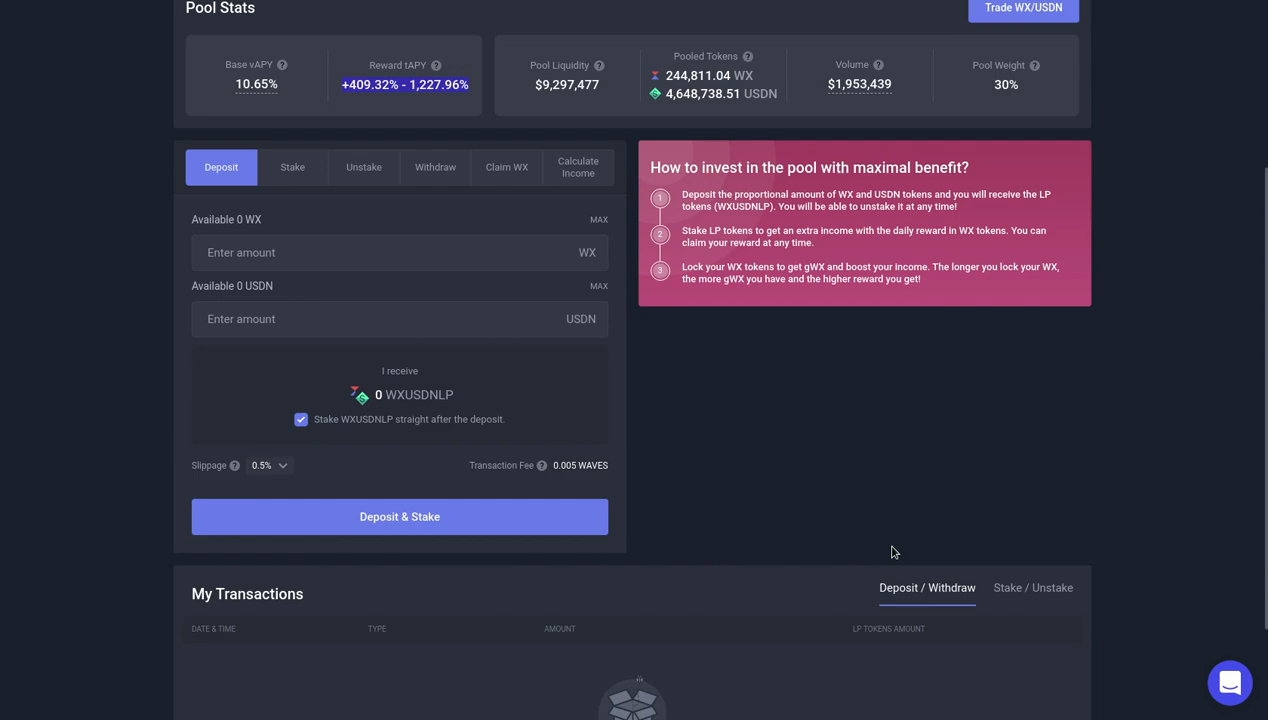 Pool Stats
Trade WX/USDN
Base vAPY
10.65%
Reward tAPY
+409.32% - 1,227.96%
Pool Liquidity
$9,297,477
Pooled Tokens
244,811.04 WX
4,648,738.51 USDN
Volume
$1,953,439
Pool Weight
30%
Deposit
Stake
Unstake
Withdraw
Claim WX
Calculate
Income
Available 0 WX
MAX
Enter amount
WX
Available 0 USDN
MAX
Enter amount
USDN
I receive
0 WXUSDNLP
Stake WXUSDNLP straight after the deposit.
Slippage
0.5%
Transaction Fee
0.005 WAVES
Deposit & Stake
How to invest in the pool with maximal benefit?
1
Deposit the proportional amount of WX and USDN tokens and you will receive the LP
tokens (WXUSDNLP). You will be able to unstake it at any time!
2
Stake LP tokens to get an extra income with the daily reward in WX tokens. You can
claim your reward at any time.
3
Lock your WX tokens to get gWX and boost your income. The longer you lock your WX,
the more gWX you have and the higher reward you get!
My Transactions
Deposit / Withdraw
Stake / Unstake
DATE & TIME
TYPE
AMOUNT
LP TOKENS AMOUNT